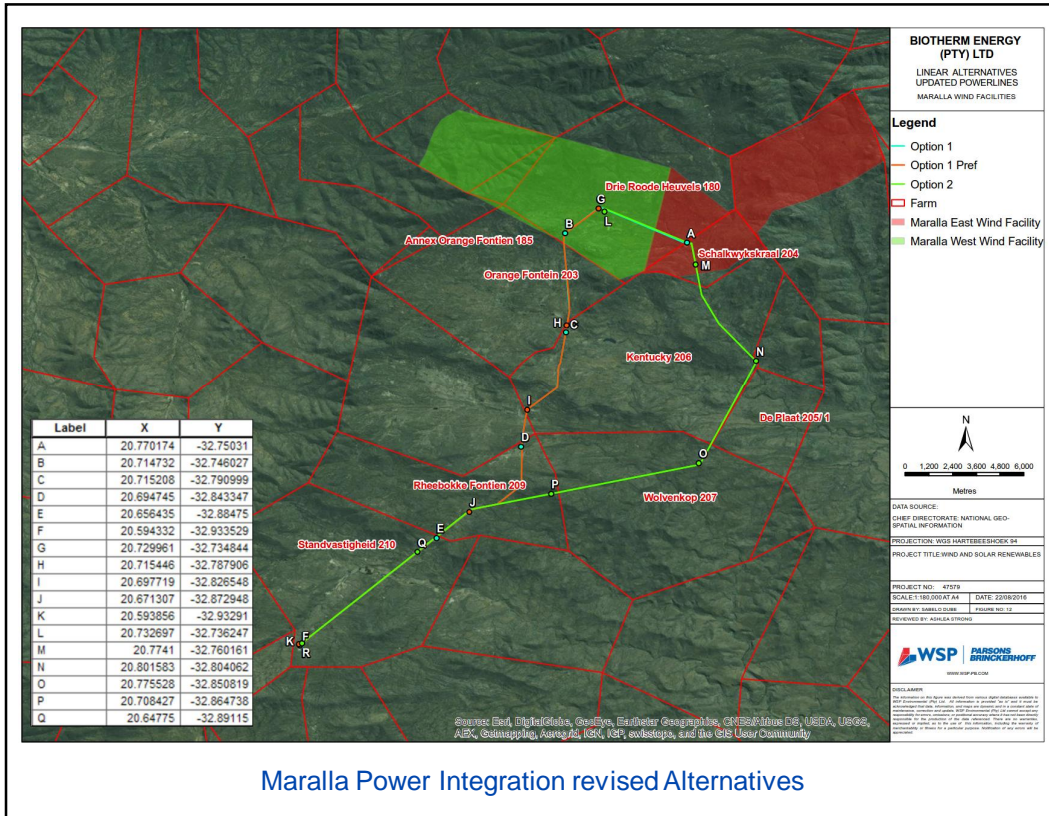 BIOTHERM ENERGY
(PTY) LTD
LINEAR ALTERNATIVES
UPDATED POWERLINES
MARALLA WIND FACILITIES
Legend
Option 1
Option 1 Pref
Option 2
Farm
Maralla East Wind Facility
Maralla West Wind Facility
N
0 1,200 2,400 3,600 4,800 6,000
Metres
DATA SOURCE:
CHIEF DIRECTORATE: NATIONAL GEO-
SPATIAL INFORMATION
PROJECTION: WGS HARTEBEESHOEK 94
PROJECT TITLE:WIND AND SOLAR RENEWABLES
PROJECT NO: 47579
SCALE:1:180,000 AT A4 DATE: 22/08/2016
DRAWN BY: SABELO DUBE FIGURE NO: 12
REVIEWED BY: ASHLEA STRONG
WSP PARSONS
BRINCKERHOFF
WWW.WSP-PB.COM
DISCLAIMER
Drie Roode Heuvels 180
G
L
B
A
Annex Orange Fontien 185
Schalkwykskraal 204
M
Orange Fontein 203
H C
Kentucky 206
N
I
De Plaat 205/ 1
D
O
Rheebokke Fontien 209
P
Wolvenkop 207
J
E
Standvastigheid 210
Q
K F
R
Label X Y
A 20.770174 -32.75031
B 20.714732 -32.746027
C 20.715208 -32.790999
D 20.694745 -32.843347
E 20.656435 -32.88475
F 20.594332 -32.933529
G 20.729961 -32.734844
H 20.715446 -32.787906
I 20.697719 -32.826548
J 20.671307 -32.872948
K 20.593856 -32.93291
L 20.732697 -32.736247
M 20.7741 -32.760161
N 20.801583 -32.804062
O 20.775528 -32.850819
P 20.708427 -32.864738
Q 20.64775 -32.89115
Source: Esri, DigitalGlobe, GeoEye, Earthstar Geographics, CNES/Airbus DS, USDA, USGS,
AEX, Getmapping, Aerogrid, IGN, IGP, swisstopo, and the GIS User Community
Maralla Power Integration revised Alternatives